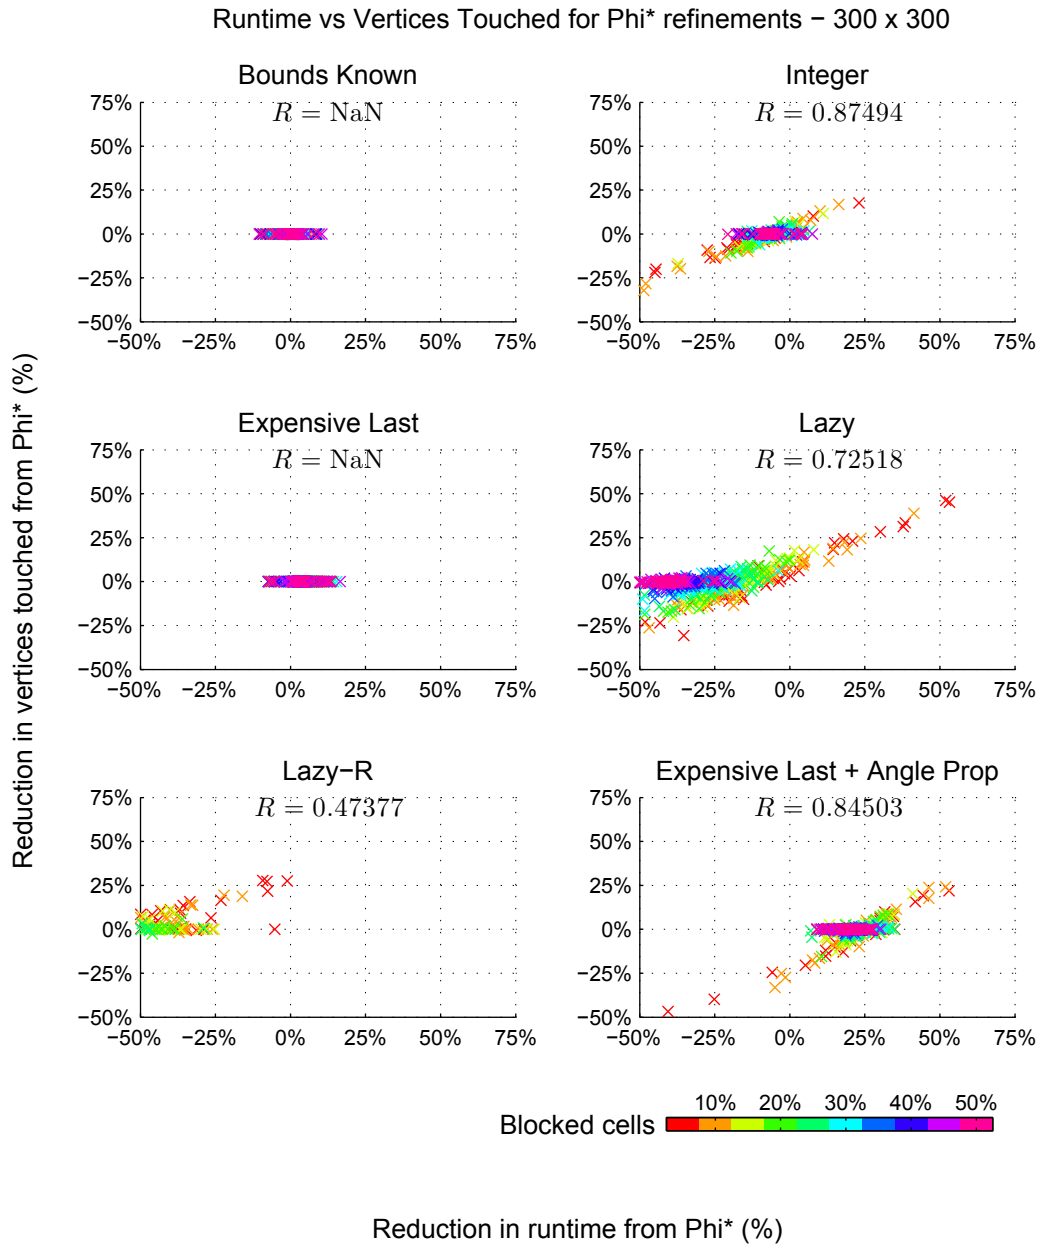 Runtime vs Vertices Touched for Phi* refinements − 300 x 300
Reduction in vertices touched from Phi* (%)
Bounds Known
R = NaN
75%
50%
25%
0%
−25%
−50%
−50% −25% 0% 25% 50% 75%
Integer
R = 0.87494
75%
50%
25%
0%
−25%
−50%
−50% −25% 0% 25% 50% 75%
Expensive Last
R = NaN
75%
50%
25%
0%
−25%
−50%
−50% −25% 0% 25% 50% 75%
Lazy
R = 0.72518
75%
50%
25%
0%
−25%
−50%
−50% −25% 0% 25% 50% 75%
Lazy−R
R = 0.47377
75%
50%
25%
0%
−25%
−50%
−50% −25% 0% 25% 50% 75%
Expensive Last + Angle Prop
R = 0.84503
75%
50%
25%
0%
−25%
−50%
−50% −25% 0% 25% 50% 75%
10% 20% 30% 40% 50%
Blocked cells
Reduction in runtime from Phi* (%)